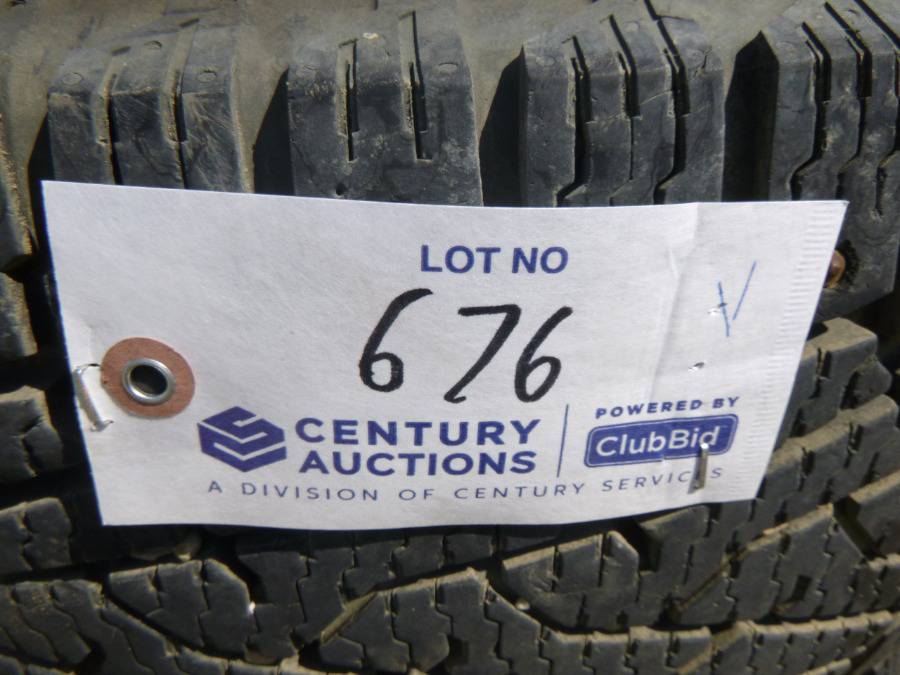 LOT NO
676
CENTURY
AUCTIONS
POWERED BY
ClubBid
A DIVISION OF CENTURY SERVICES